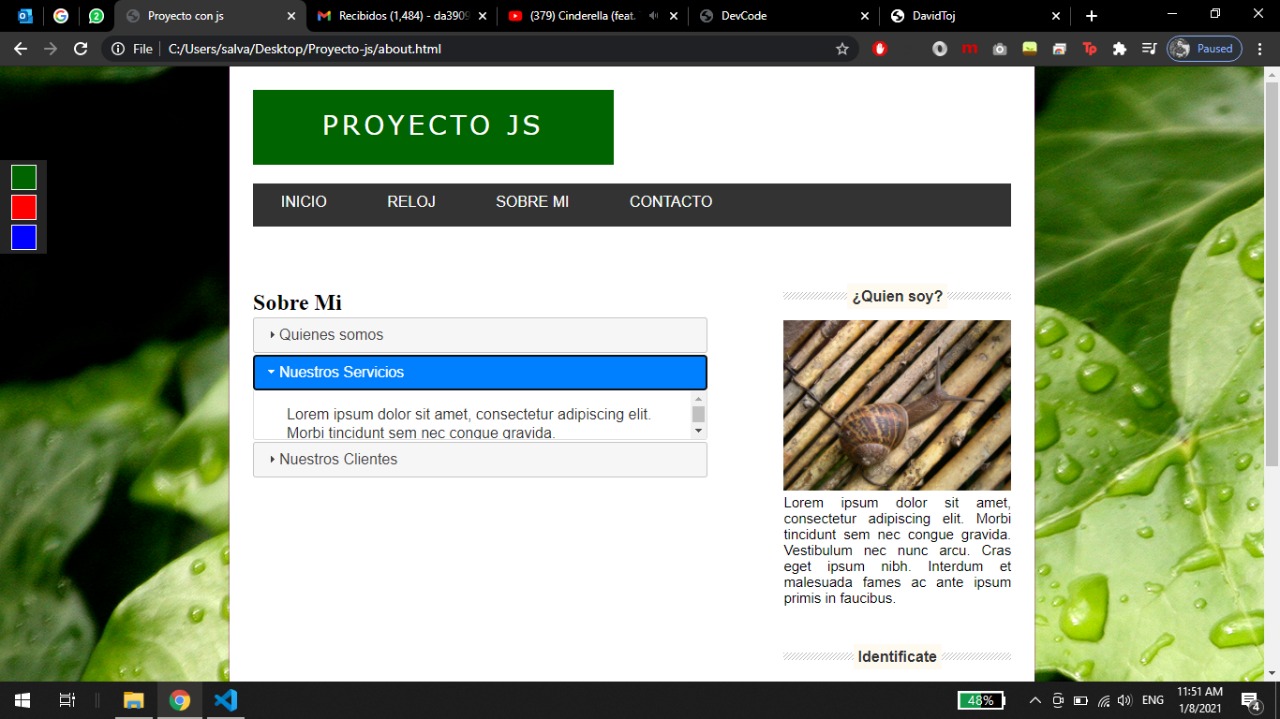 Proyecto con js
Recibidos (1,484) - da3909
(379) Cinderella (feat.
DevCode
DavidToj
File
C:/Users/salva/Desktop/Proyecto-js/about.html
m
Tp
Paused
PROYECTO JS
INICIO RELOJ SOBRE MI CONTACTO
Sobre Mi
Quienes somos
Nuestros Servicios
Lorem ipsum dolor sit amet, consectetur adipiscing elit.
Morbi tincidunt sem nec congue gravida.
Nuestros Clientes
¿Quien soy?
Lorem ipsum dolor sit amet,
consectetur adipiscing elit. Morbi
tincidunt sem nec congue gravida.
Vestibulum nec nunc arcu. Cras
eget ipsum nibh. Interdum et
malesuada fames ac ante ipsum
primis in faucibus.
Identificate
48%
ENG
11:51 AM
1/8/2021
4